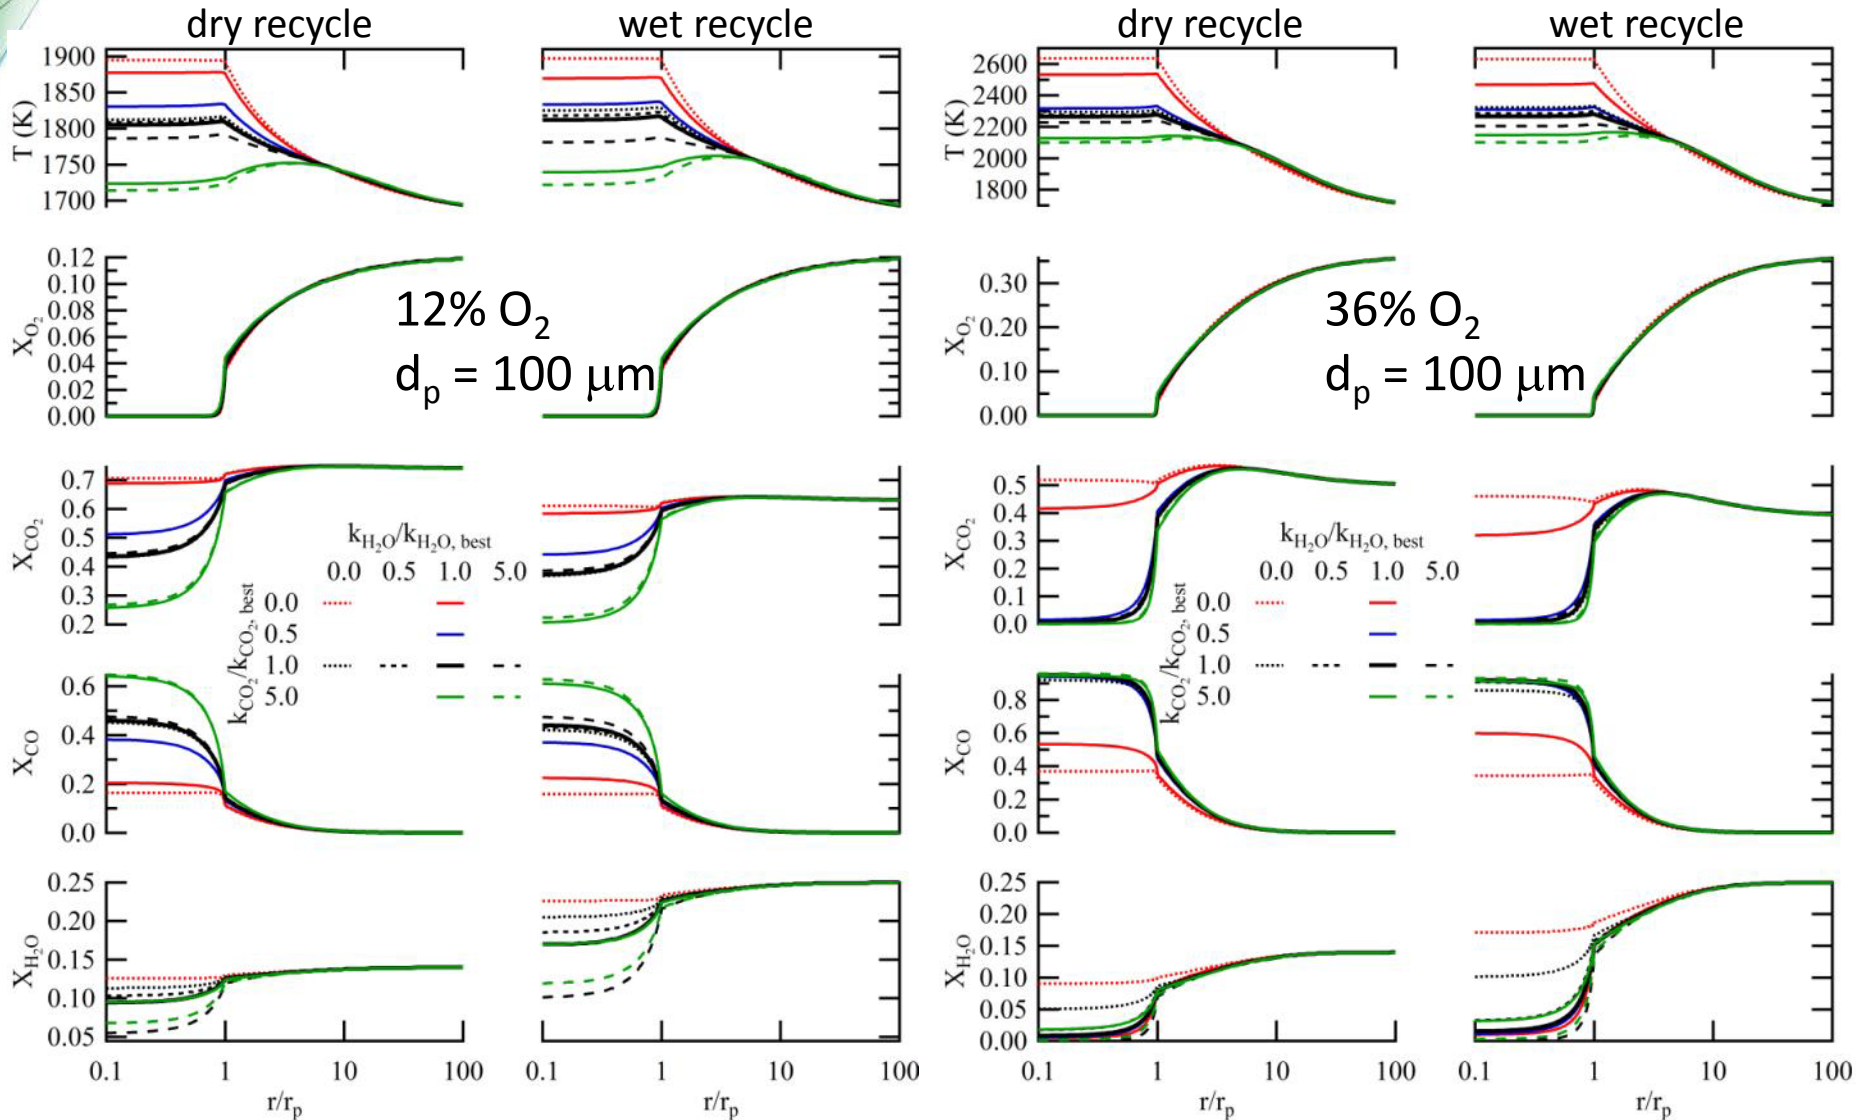 dry recycle
wet recycle
dry recycle
wet recycle
1900
1850
1800
1750
1700
T (K)
2600
2400
2200
2000
1800
T (K)
0.12
0.10
0.08
0.06
0.04
0.02
0.00
X_O₂
12% O₂
dₚ = 100 μm
0.30
0.20
0.10
0.00
X_O₂
36% O₂
dₚ = 100 μm
0.7
0.6
0.5
0.4
0.3
0.2
X_CO₂
k_H₂O/k_H₂O, best
0.0 0.5 1.0 5.0
k_CO₂/k_CO₂, best
0.0
0.5
1.0
5.0
0.5
0.4
0.3
0.2
0.1
0.0
X_CO₂
k_H₂O/k_H₂O, best
0.0 0.5 1.0 5.0
k_CO₂/k_CO₂, best
0.0
0.5
1.0
5.0
0.6
0.4
0.2
0.0
X_CO
0.8
0.6
0.4
0.2
0.0
X_CO
0.25
0.20
0.15
0.10
0.05
X_H₂O
0.25
0.20
0.15
0.10
0.05
0.00
X_H₂O
0.1 1 10 100
r/rₚ
0.1 1 10 100
r/rₚ
0.1 1 10 100
r/rₚ
0.1 1 10 100
r/rₚ